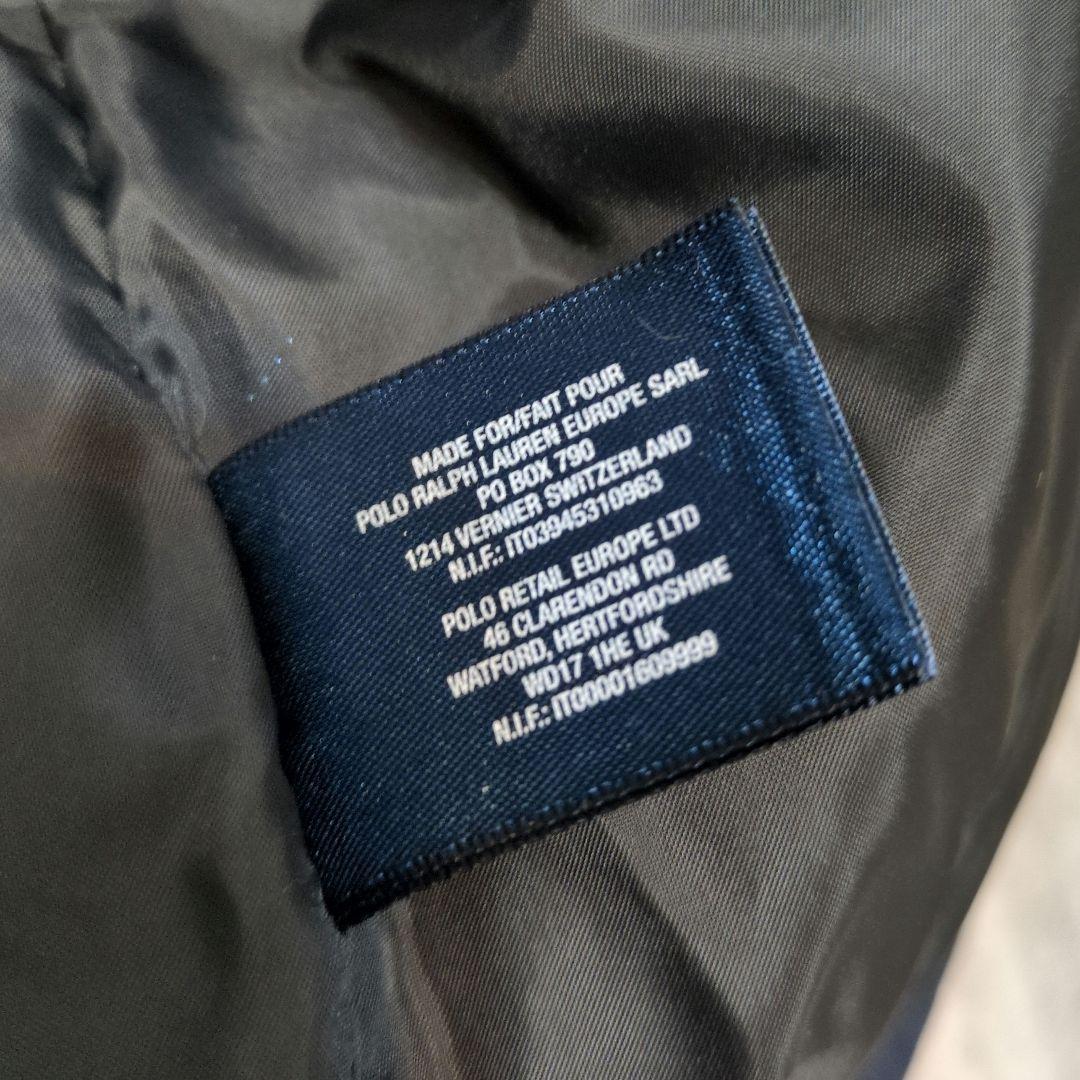 MADE FOR/FAIT POUR
POLO RALPH LAUREN EUROPE SARL
PO BOX 790
1214 VERNIER SWITZERLAND
N.I.F.: IT03945310963
POLO RETAIL EUROPE LTD
46 CLARENDON RD
WATFORD, HERTFORDSHIRE
WD17 1HE UK
N.I.F.: IT00001609999